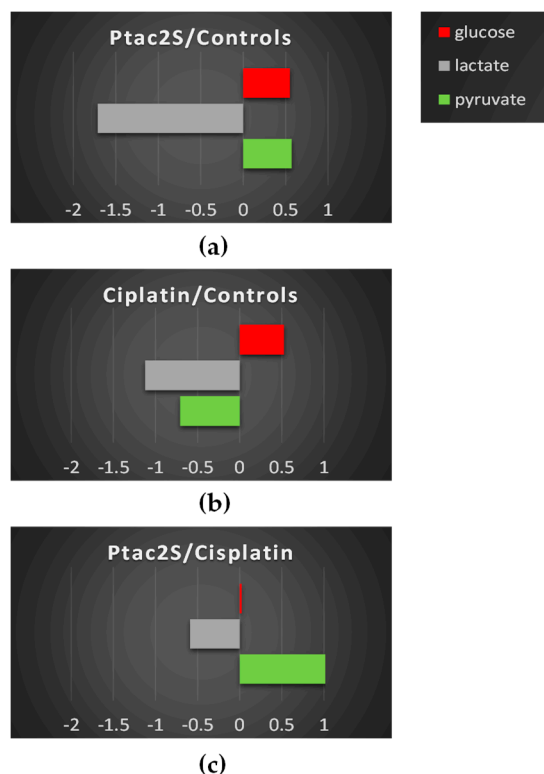 Ptac2S/Controls
glucose
lactate
pyruvate
-2 -1.5 -1 -0.5 0 0.5 1
(a)
Ciplatin/Controls
-2 -1.5 -1 -0.5 0 0.5 1
(b)
Ptac2S/Cisplatin
-2 -1.5 -1 -0.5 0 0.5 1
(c)